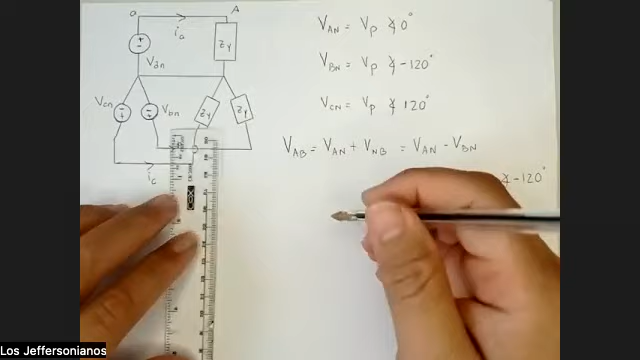 a
A
i_a
Z_Y
V_an
V_cn
V_bn
Z_Y
Z_Y
i_c
V_AN = V_P ∡ 0°
V_BN = V_P ∡ -120°
V_CN = V_P ∡ 120°
V_AB = V_AN + V_NB = V_AN - V_BN
∡ -120°
Los Jeffersonianos